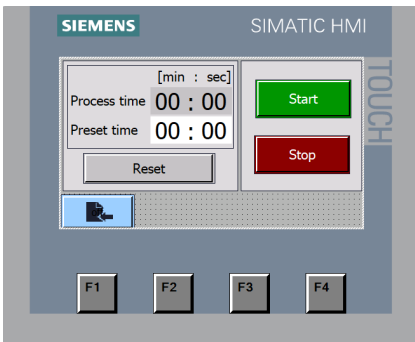 SIEMENS SIMATIC HMI
TOUCH
[min : sec]
Process time 00 : 00
Preset time 00 : 00
Reset
Start
Stop
F1 F2 F3 F4